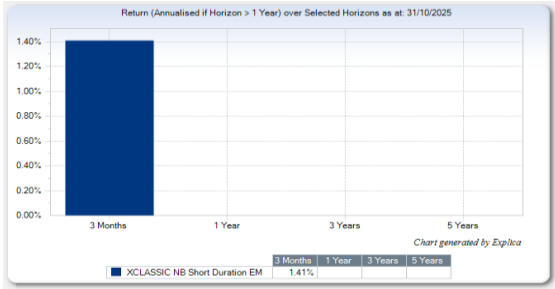 Return (Annualised if Horizon > 1 Year) over Selected Horizons as at: 31/10/2025
1.40%
1.20%
1.00%
0.80%
0.60%
0.40%
0.20%
0.00%
3 Months 1 Year 3 Years 5 Years
Chart generated by Explica
3 Months 1 Year 3 Years 5 Years
XCLASSIC NB Short Duration EM 1.41%